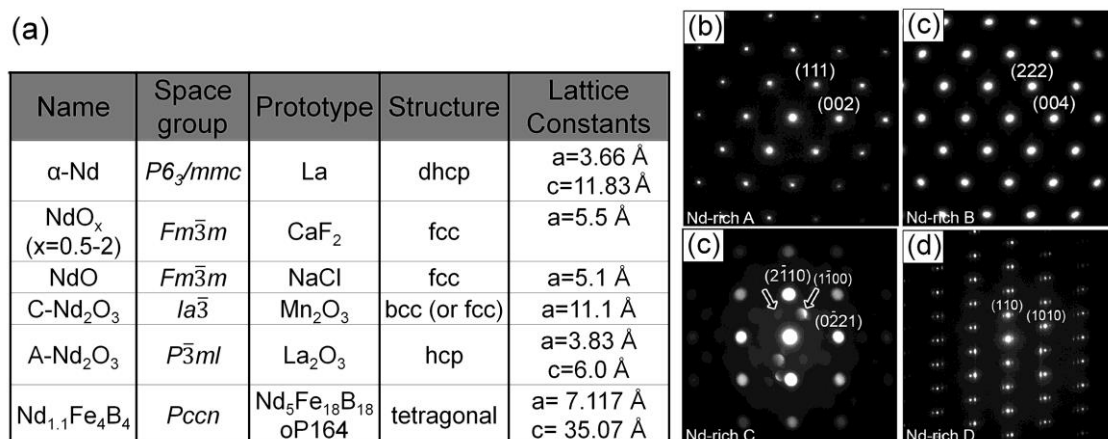 (a)
Name Space group Prototype Structure Lattice Constants
α-Nd P6₃/mmc La dhcp a=3.66 Å c=11.83 Å
NdOₓ (x=0.5-2) Fm3̅m CaF₂ fcc a=5.5 Å
NdO Fm3̅m NaCl fcc a=5.1 Å
C-Nd₂O₃ Ia3̅ Mn₂O₃ bcc (or fcc) a=11.1 Å
A-Nd₂O₃ P3̅ml La₂O₃ hcp a=3.83 Å c=6.0 Å
Nd₁.₁Fe₄B₄ Pccn Nd₅Fe₁₈B₁₈ oP164 tetragonal a= 7.117 Å c= 35.07 Å
(b)
(111)
(002)
Nd-rich A
(c)
(222)
(004)
Nd-rich B
(c)
(21̅10) (11̅00)
(02̅21)
Nd-rich C
(d)
(110)
(1010)
Nd-rich D